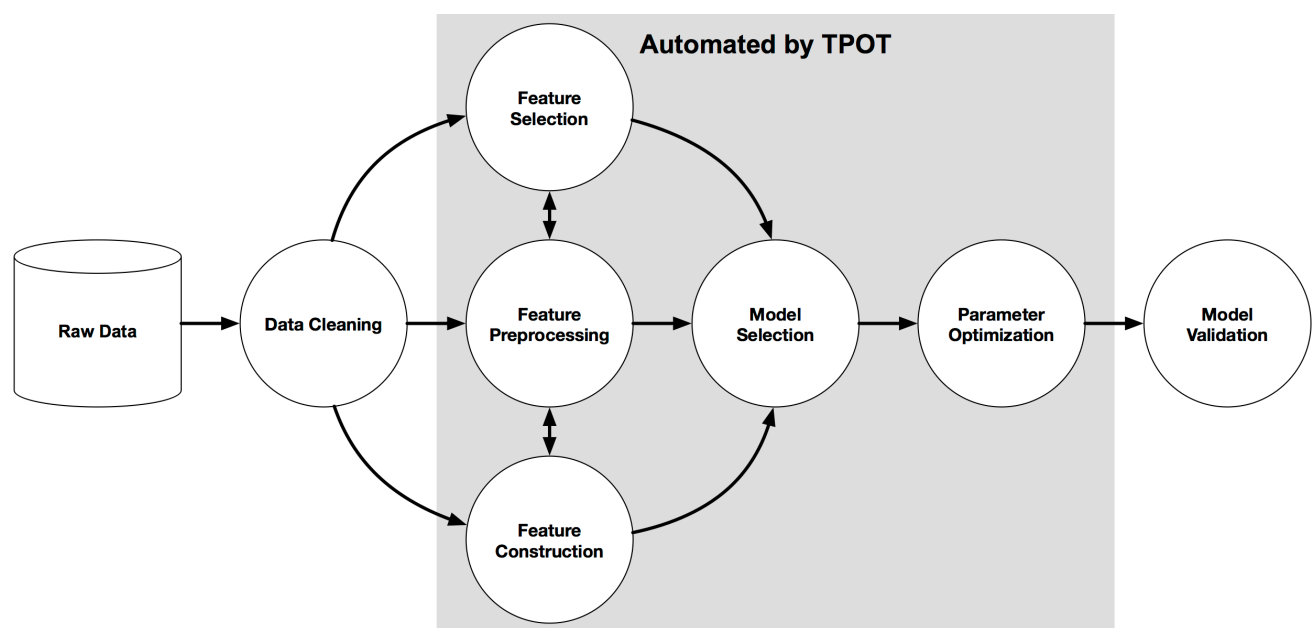 Automated by TPOT
Feature
Selection
Raw Data
Data Cleaning
Feature
Preprocessing
Model
Selection
Parameter
Optimization
Model
Validation
Feature
Construction